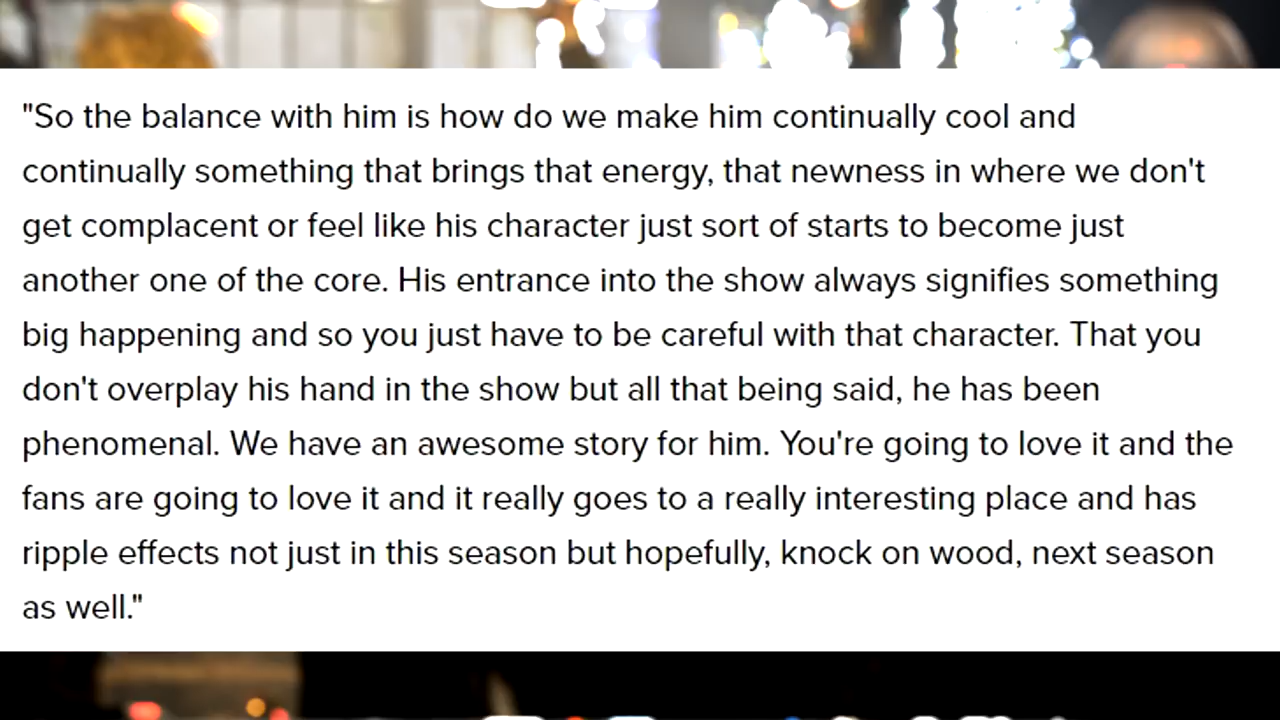 "So the balance with him is how do we make him continually cool and
continually something that brings that energy, that newness in where we don't
get complacent or feel like his character just sort of starts to become just
another one of the core. His entrance into the show always signifies something
big happening and so you just have to be careful with that character. That you
don't overplay his hand in the show but all that being said, he has been
phenomenal. We have an awesome story for him. You're going to love it and the
fans are going to love it and it really goes to a really interesting place and has
ripple effects not just in this season but hopefully, knock on wood, next season
as well."